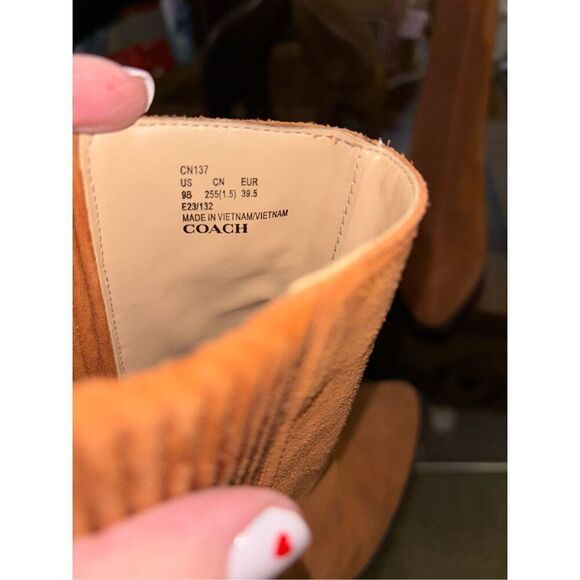 CN137
US CN EUR
9B 255(1.5) 39.5
E23/132
MADE IN VIETNAM/VIETNAM
COACH